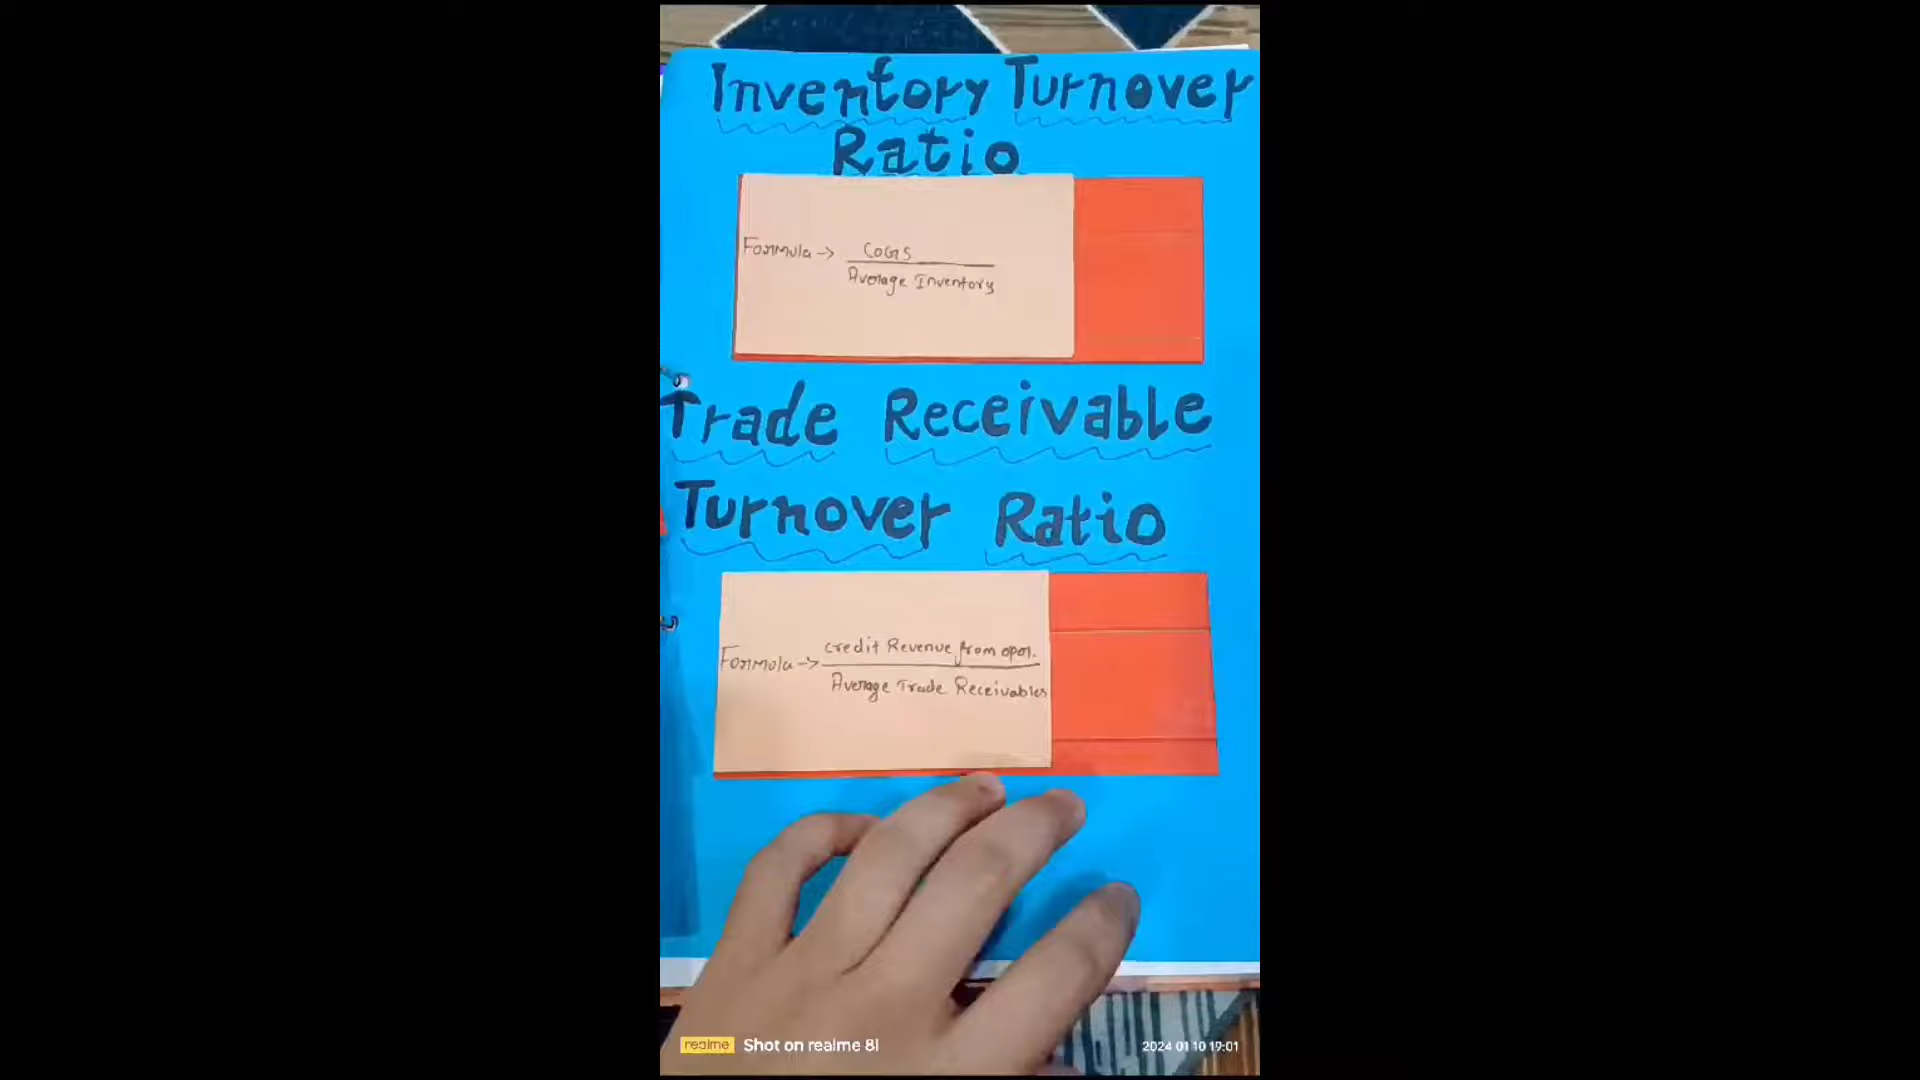 Inventory Turnover
Ratio
Formula → COGS
Average Inventory
Trade Receivable
Turnover Ratio
Formula → credit Revenue from oper.
Average Trade Receivables
realme Shot on realme 8i
2024 01 10 19:01